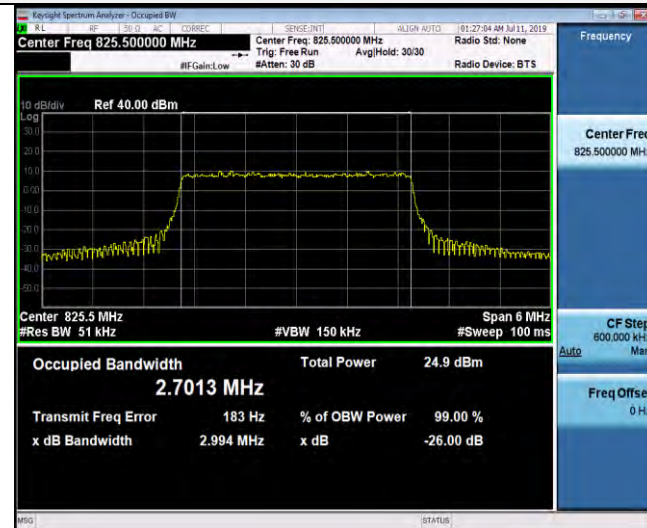 Keysight Spectrum Analyzer - Occupied BW
RL RF 50 Ω AC CORREC SENSE:INT ALIGN AUTO 01:27:04 AM Jul 11, 2019
Center Freq 825.500000 MHz
Center Freq: 825.500000 MHz
Radio Std: None
Trig: Free Run Avg|Hold: 30/30
#IFGain:Low
#Atten: 30 dB
Radio Device: BTS
10 dB/div Ref 40.00 dBm
Log
30.0
20.0
10.0
0.00
-10.0
-20.0
-30.0
-40.0
-50.0
Center 825.5 MHz
Span 6 MHz
#Res BW 51 kHz
#VBW 150 kHz
#Sweep 100 ms
Occupied Bandwidth
Total Power 24.9 dBm
2.7013 MHz
Transmit Freq Error 183 Hz
% of OBW Power 99.00 %
x dB Bandwidth 2.994 MHz
x dB -26.00 dB
MSG
STATUS
Frequency
Center Fre
825.500000 MH
CF Step
600.000 kH
Auto Ma
Freq Offse
0 H